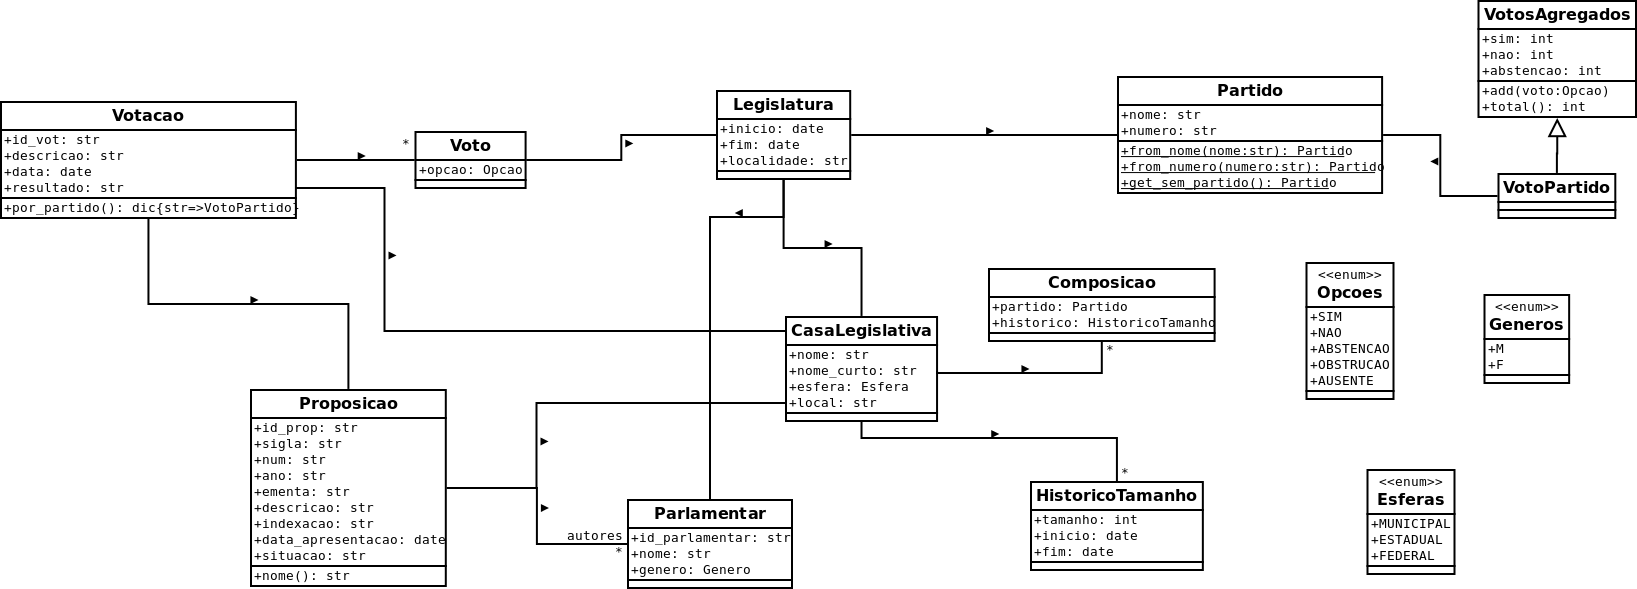 VotosAgregados
+sim: int
+nao: int
+abstencao: int
+add(voto:Opcao)
+total(): int
Partido
+nome: str
+numero: str
+from_nome(nome:str): Partido
+from_numero(numero:str): Partido
+get_sem_partido(): Partido
Legislatura
+inicio: date
+fim: date
+localidade: str
Votacao
+id_vot: str
+descricao: str
+data: date
+resultado: str
+por_partido(): dic{str=>VotoPartido}
*
Voto
+opcao: Opcao
VotoPartido
Composicao
+partido: Partido
+historico: HistoricoTamanho
*
<<enum>>
Opcoes
+SIM
+NAO
+ABSTENCAO
+OBSTRUCAO
+AUSENTE
<<enum>>
Generos
+M
+F
CasaLegislativa
+nome: str
+nome_curto: str
+esfera: Esfera
+local: str
Proposicao
+id_prop: str
+sigla: str
+num: str
+ano: str
+ementa: str
+descricao: str
+indexacao: str
+data_apresentacao: date
+situacao: str
+nome(): str
autores
*
Parlamentar
+id_parlamentar: str
+nome: str
+genero: Genero
*
HistoricoTamanho
+tamanho: int
+inicio: date
+fim: date
<<enum>>
Esferas
+MUNICIPAL
+ESTADUAL
+FEDERAL